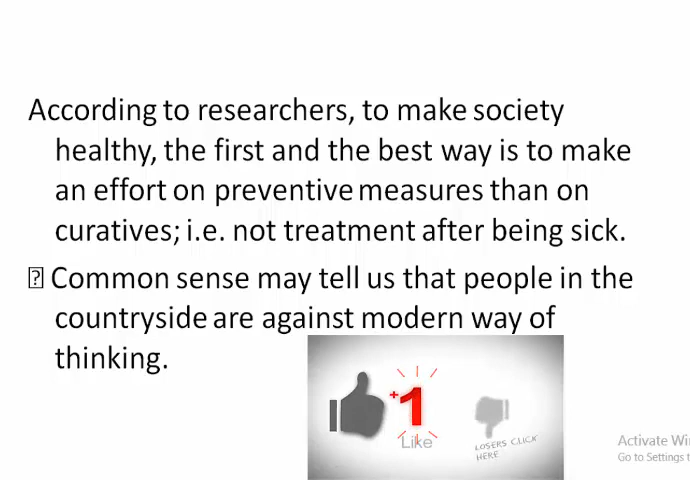 According to researchers, to make society
healthy, the first and the best way is to make
an effort on preventive measures than on
curatives; i.e. not treatment after being sick.
Common sense may tell us that people in the
countryside are against modern way of
thinking.
+1
Like
LOSERS CLICK
HERE
Activate Wi
Go to Settings t